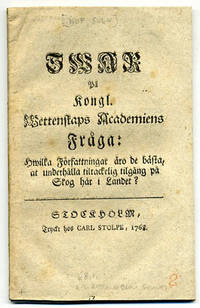 SWAR
På
Kongl.
Wettenskaps Academiens
Fråga:
Hwilka Författningar äro de bästa,
at underhålla tilräckelig tilgång på
Skog här i Landet?
STOCKHOLM,
Tryckt hos CARL STOLPE, 1768.